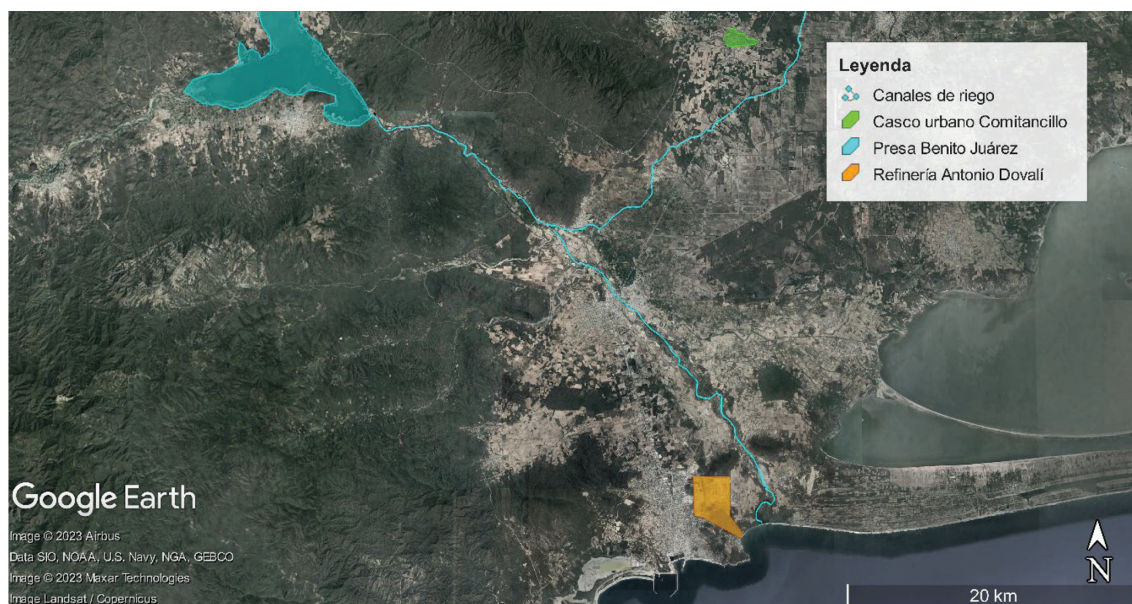 Leyenda
Canales de riego
Casco urbano Comitancillo
Presa Benito Juárez
Refinería Antonio Dovalí
Google Earth
Image © 2023 Airbus
Data SIO, NOAA, U.S. Navy, NGA, GEBCO
Image © 2023 Maxar Technologies
Image Landsat / Copernicus
N
20 km